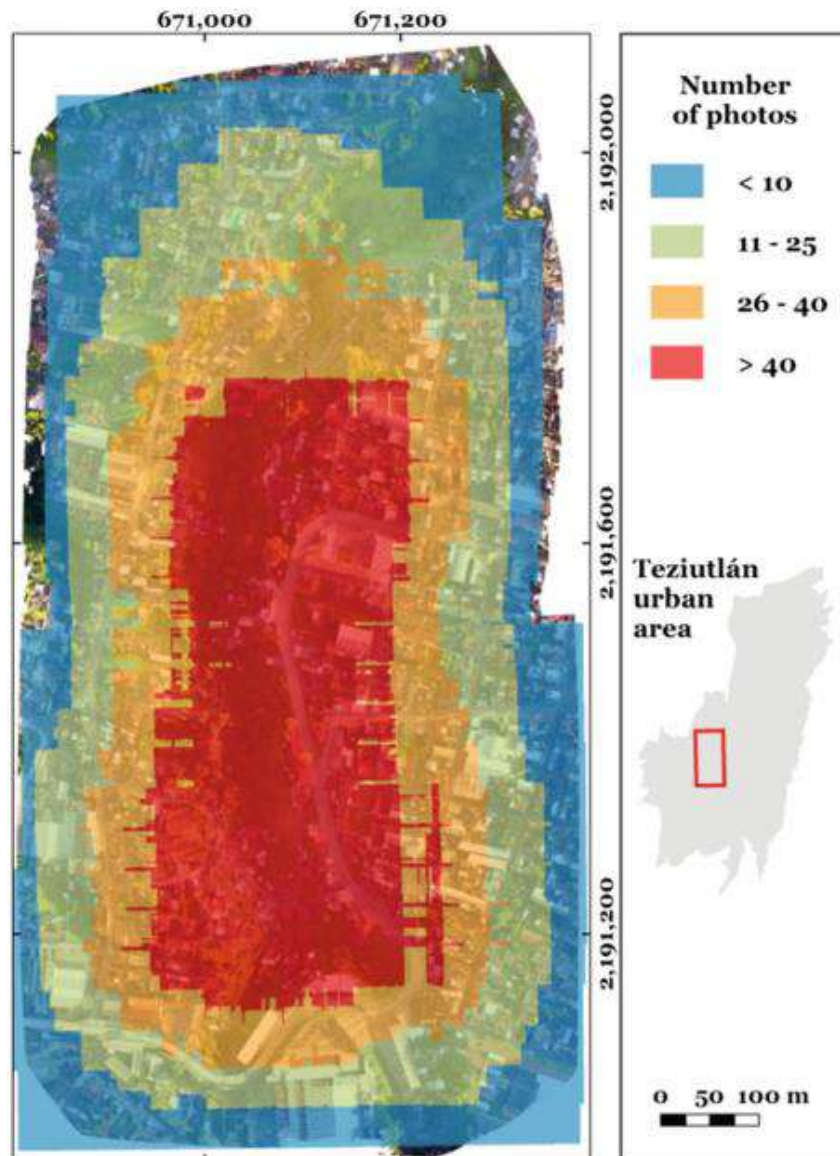 671,000 671,200
2,192,000
2,191,600
2,191,200
Number
of photos
< 10
11 - 25
26 - 40
> 40
Teziutlán
urban
area
0 50 100 m